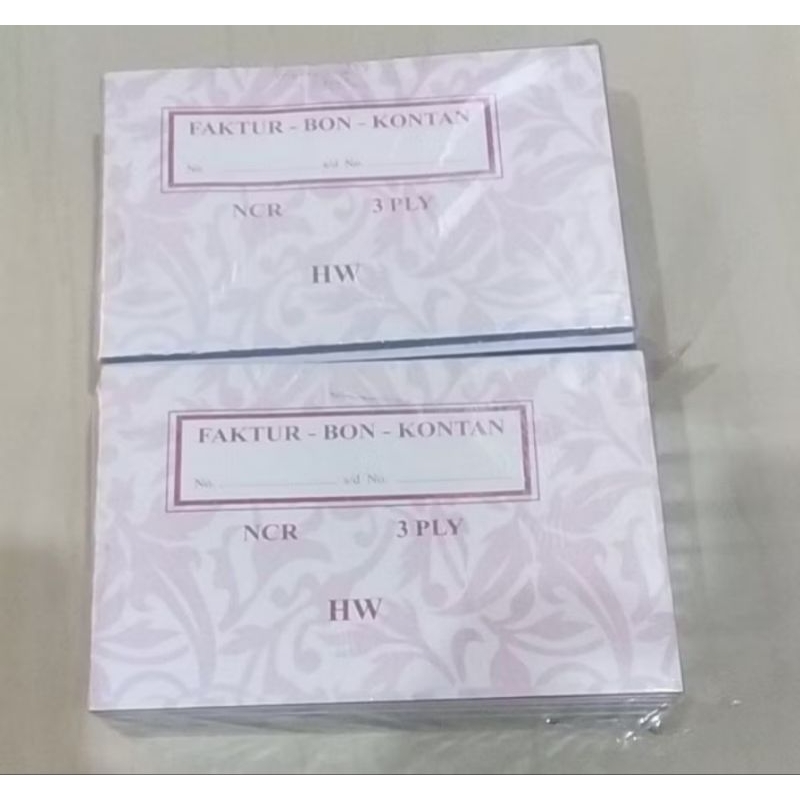 FAKTUR - BON - KONTAN
No. ........................ s/d No. ........................
NCR 3 PLY
HW
FAKTUR - BON - KONTAN
No. ........................ s/d No. ........................
NCR 3 PLY
HW